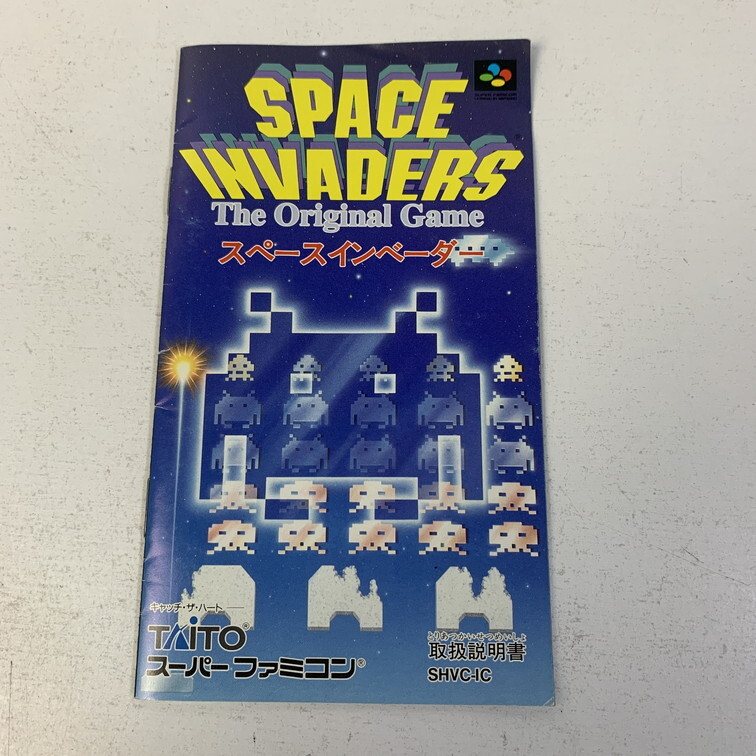 SPACE
INVADERS
The Original Game
スペースインベーダー
キャッチ・ザ・ハート
TAITO®
スーパーファミコン®
とりあつかいせつめいしょ
取扱説明書
SHVC-IC